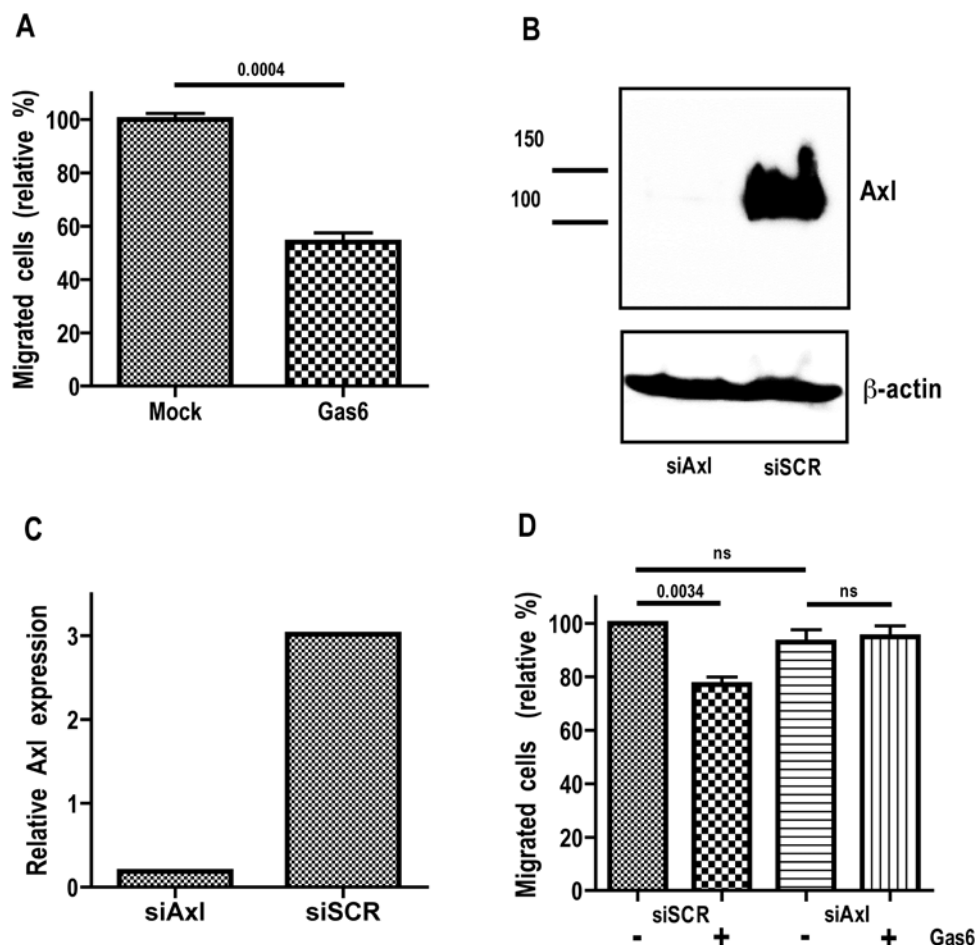 A
0.0004
Migrated cells (relative %)
100
80
60
40
20
0
Mock Gas6
B
150
100
Axl
β-actin
siAxl siSCR
C
Relative Axl expression
3
2
1
0
siAxl siSCR
D
ns
0.0034 ns
Migrated cells (relative %)
100
80
60
40
20
0
siSCR siAxl
- + - + Gas6